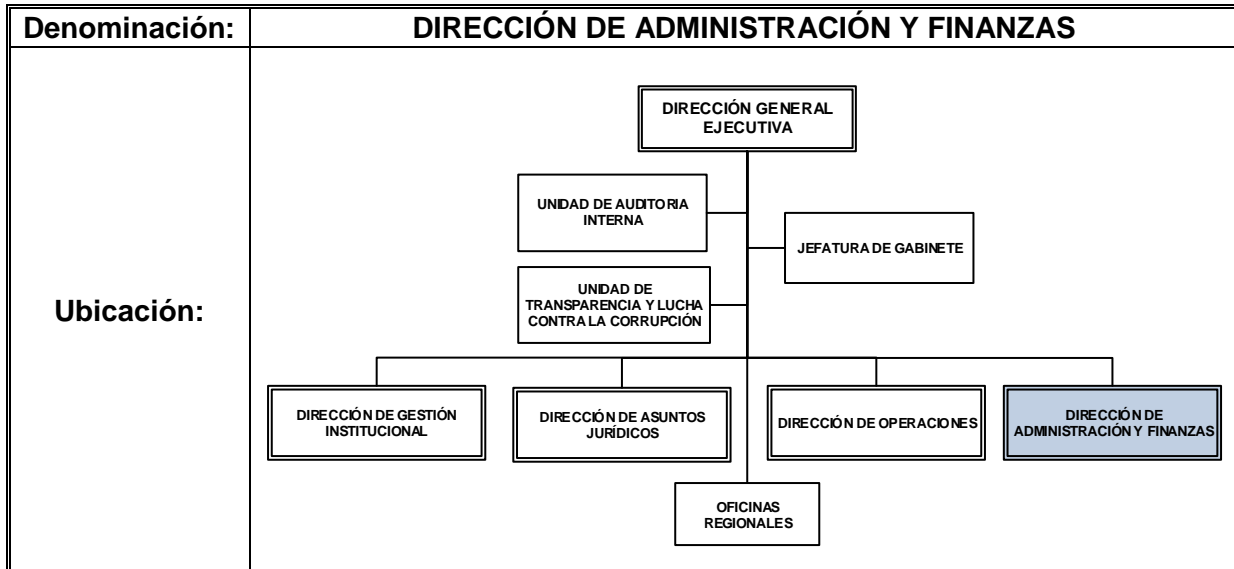 Denominación:
DIRECCIÓN DE ADMINISTRACIÓN Y FINANZAS
Ubicación:
DIRECCIÓN GENERAL
EJECUTIVA
UNIDAD DE AUDITORIA
INTERNA
JEFATURA DE GABINETE
UNIDAD DE
TRANSPARENCIA Y LUCHA
CONTRA LA CORRUPCIÓN
DIRECCIÓN DE GESTIÓN
INSTITUCIONAL
DIRECCIÓN DE ASUNTOS
JURÍDICOS
DIRECCIÓN DE OPERACIONES
DIRECCIÓN DE
ADMINISTRACIÓN Y FINANZAS
OFICINAS
REGIONALES